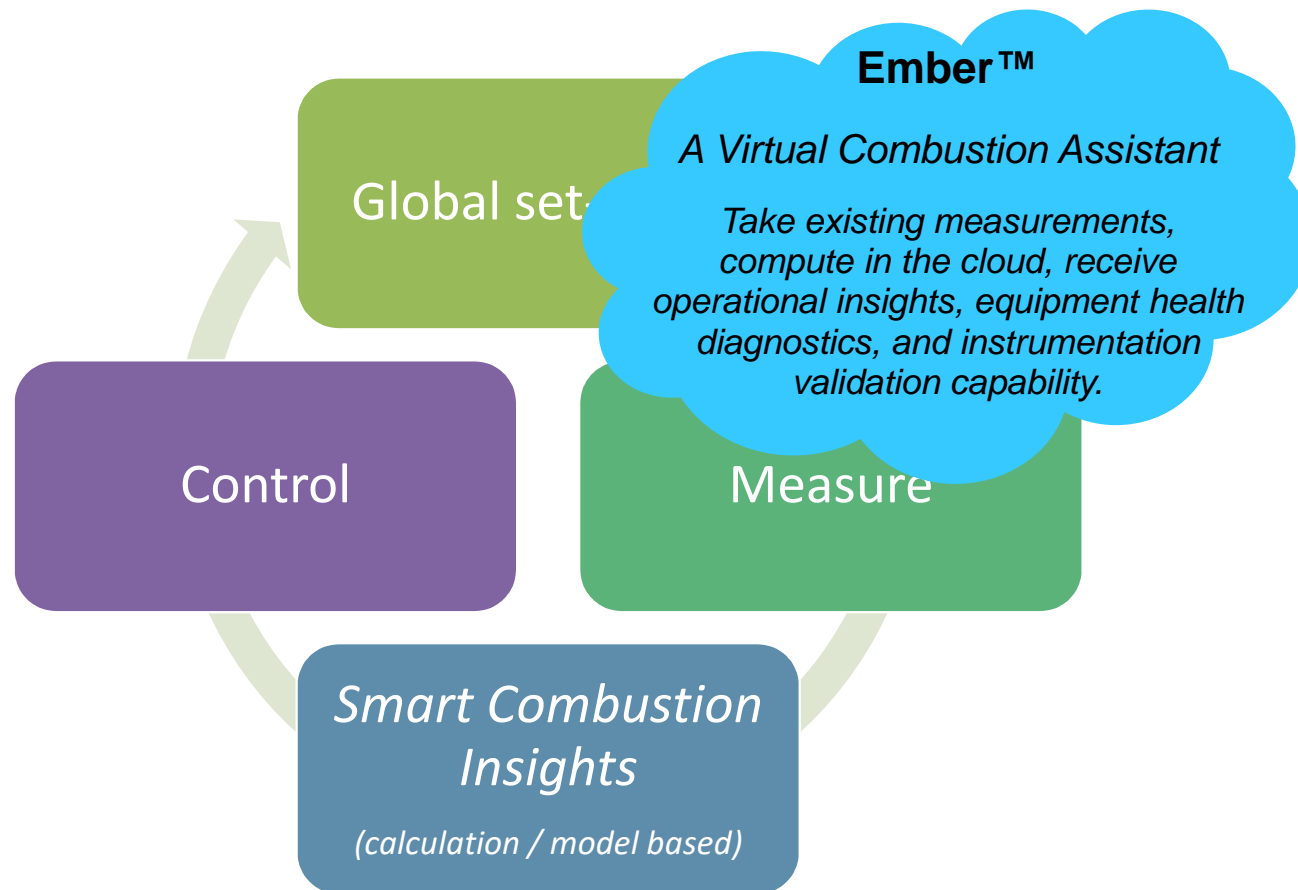 Ember™
A Virtual Combustion Assistant
Take existing measurements,
compute in the cloud, receive
operational insights, equipment health
diagnostics, and instrumentation
validation capability.
Global set-
Control
Measure
Smart Combustion
Insights
(calculation / model based)